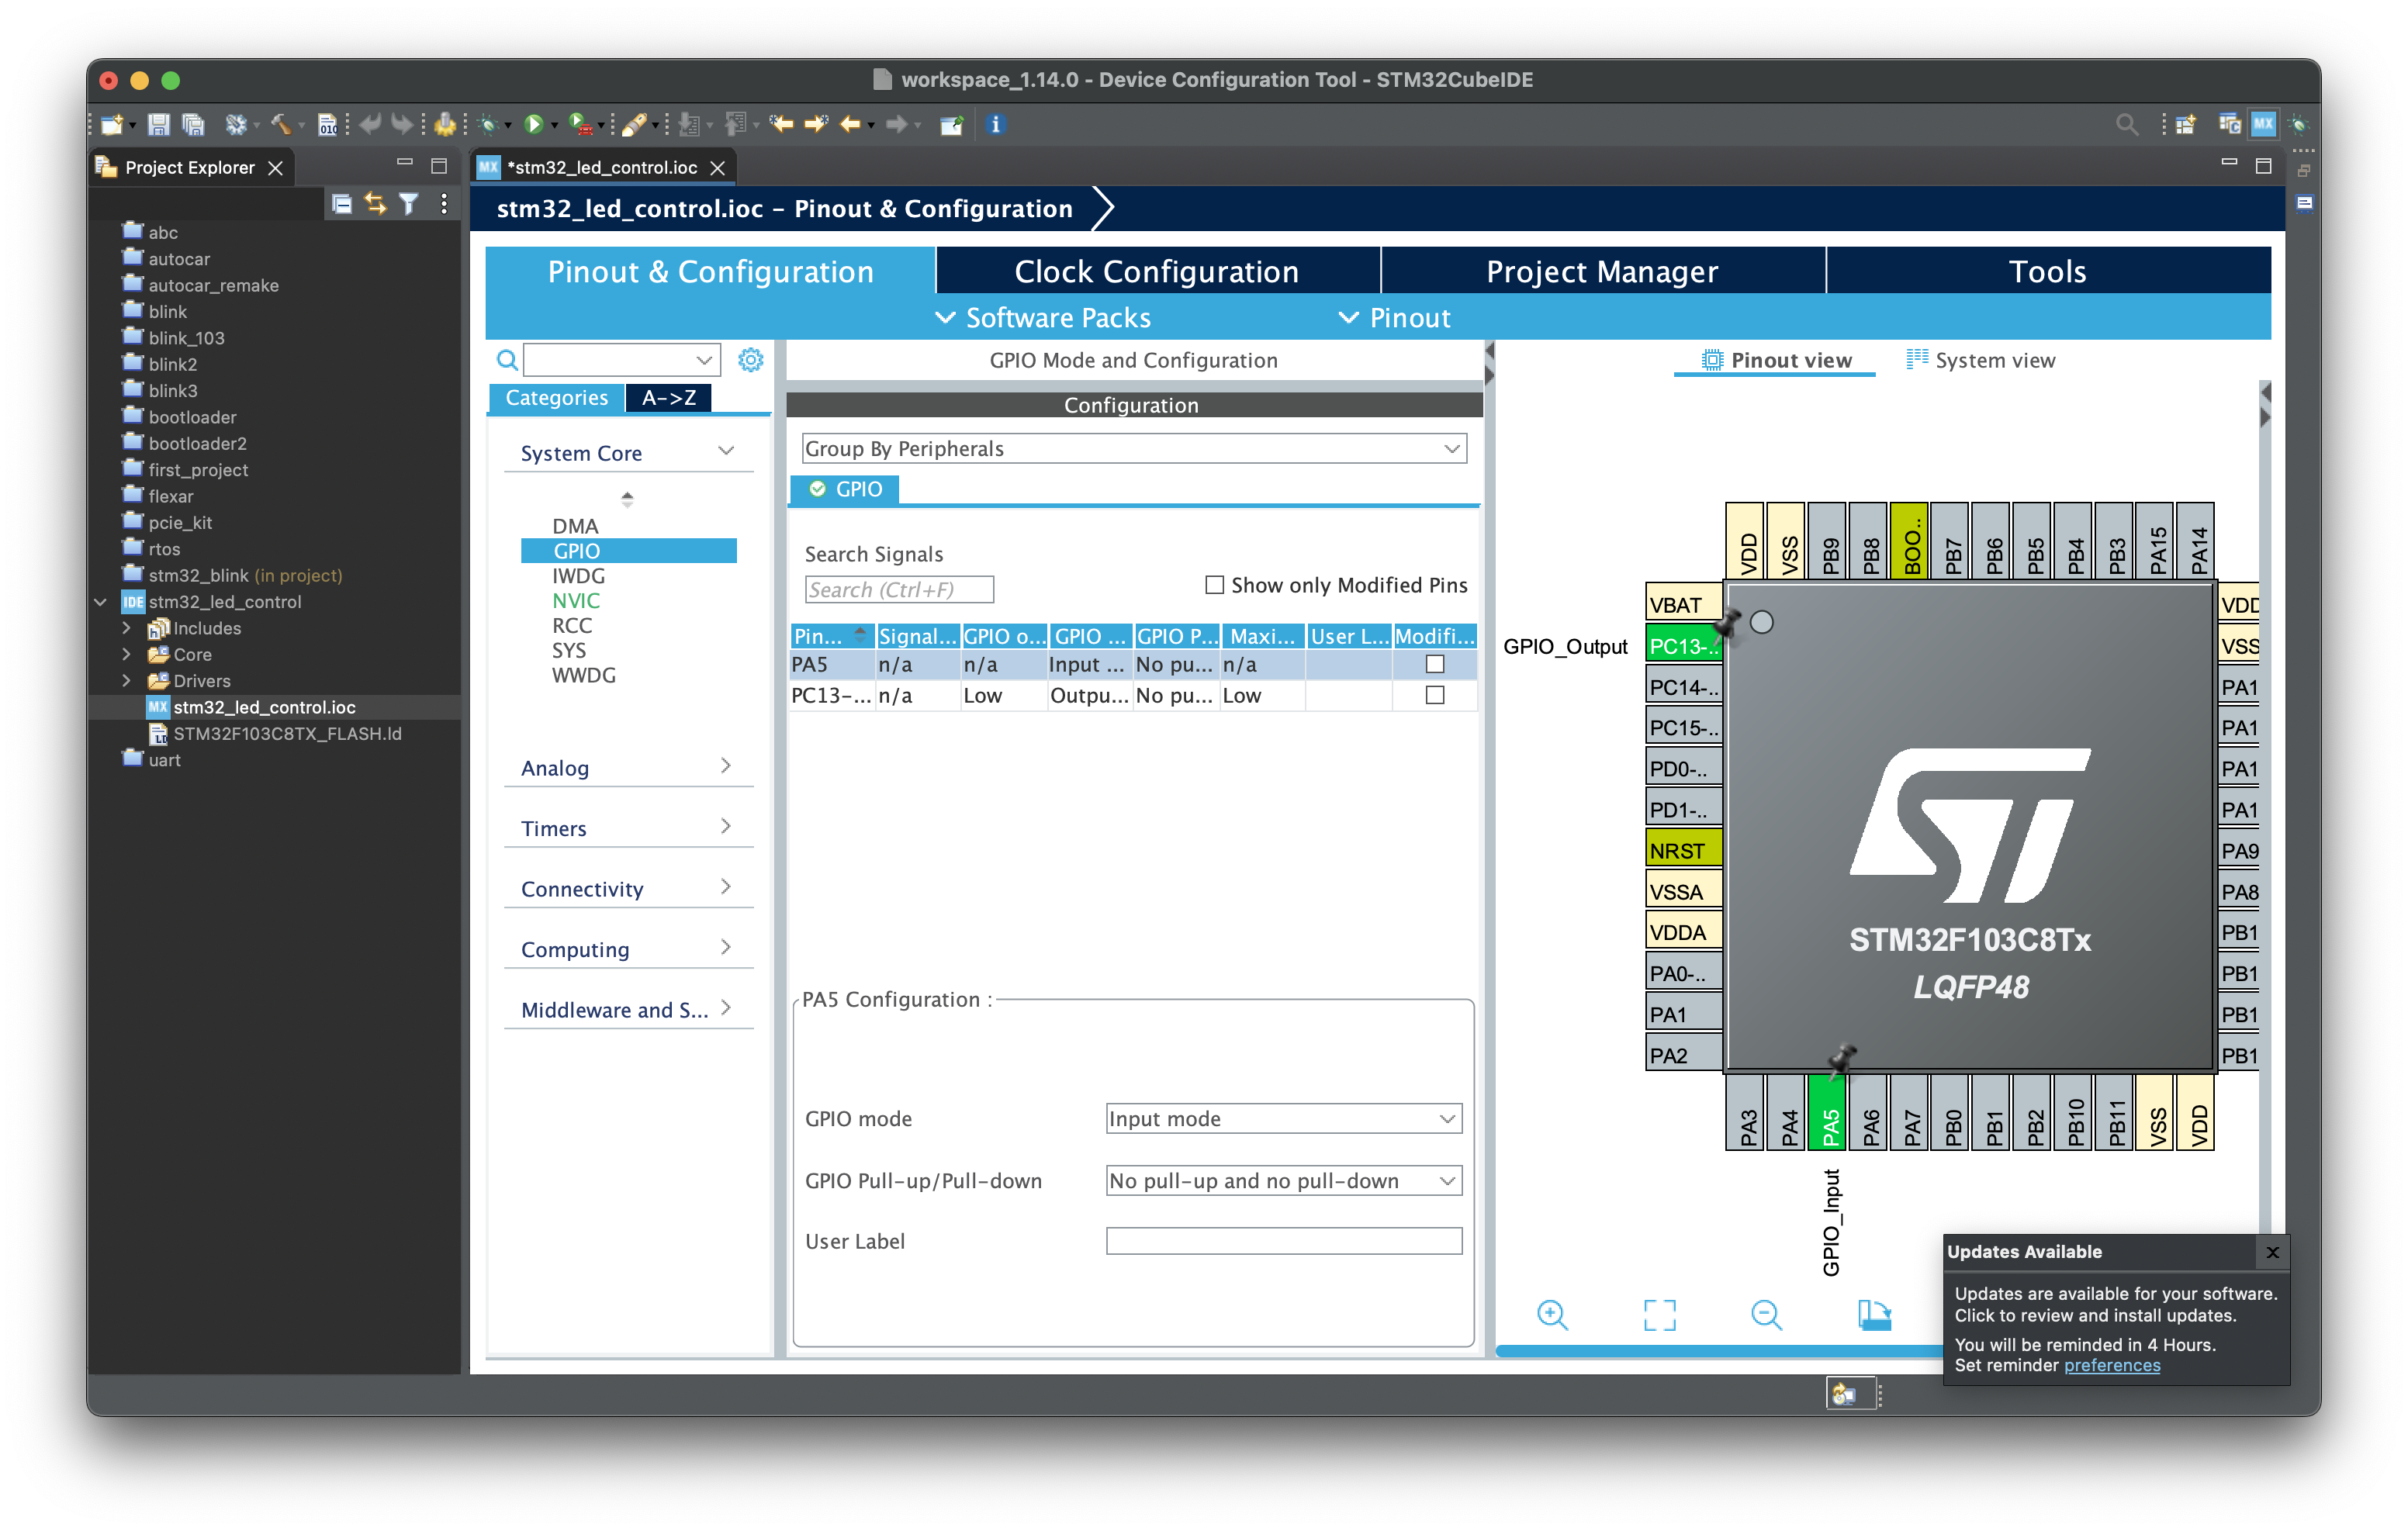 workspace_1.14.0 - Device Configuration Tool - STM32CubeIDE
010
MX
Project Explorer
MX *stm32_led_control.ioc
abc
autocar
autocar_remake
blink
blink_103
blink2
blink3
bootloader
bootloader2
first_project
flexar
pcie_kit
rtos
stm32_blink (in project)
IDE stm32_led_control
Includes
Core
Drivers
MX stm32_led_control.ioc
STM32F103C8TX_FLASH.ld
uart
stm32_led_control.ioc – Pinout & Configuration
Pinout & Configuration
Clock Configuration
Project Manager
Tools
Software Packs
Pinout
Categories
A->Z
System Core
DMA
GPIO
IWDG
NVIC
RCC
SYS
WWDG
Analog
Timers
Connectivity
Computing
Middleware and S...
GPIO Mode and Configuration
Configuration
Group By Peripherals
GPIO
Search Signals
Search (Ctrl+F)
Show only Modified Pins
Pin... Signal... GPIO o... GPIO ... GPIO P... Maxi... User L... Modifi...
PA5 n/a n/a Input ... No pu... n/a
PC13-... n/a Low Outpu... No pu... Low
PA5 Configuration :
GPIO mode
Input mode
GPIO Pull-up/Pull-down
No pull-up and no pull-down
User Label
Pinout view
System view
VDD
VSS
PB9
PB8
BOO..
PB7
PB6
PB5
PB4
PB3
PA15
PA14
VBAT
GPIO_Output
PC13-..
PC14-..
PC15-..
PD0-..
PD1-..
NRST
VSSA
VDDA
PA0-..
PA1
PA2
STM32F103C8Tx
LQFP48
VDD
VSS
PA1
PA1
PA1
PA1
PA9
PA8
PB1
PB1
PB1
PB1
PA3
PA4
PA5
PA6
PA7
PB0
PB1
PB2
PB10
PB11
VSS
VDD
GPIO_Input
Updates Available
Updates are available for your software.
Click to review and install updates.
You will be reminded in 4 Hours.
Set reminder preferences